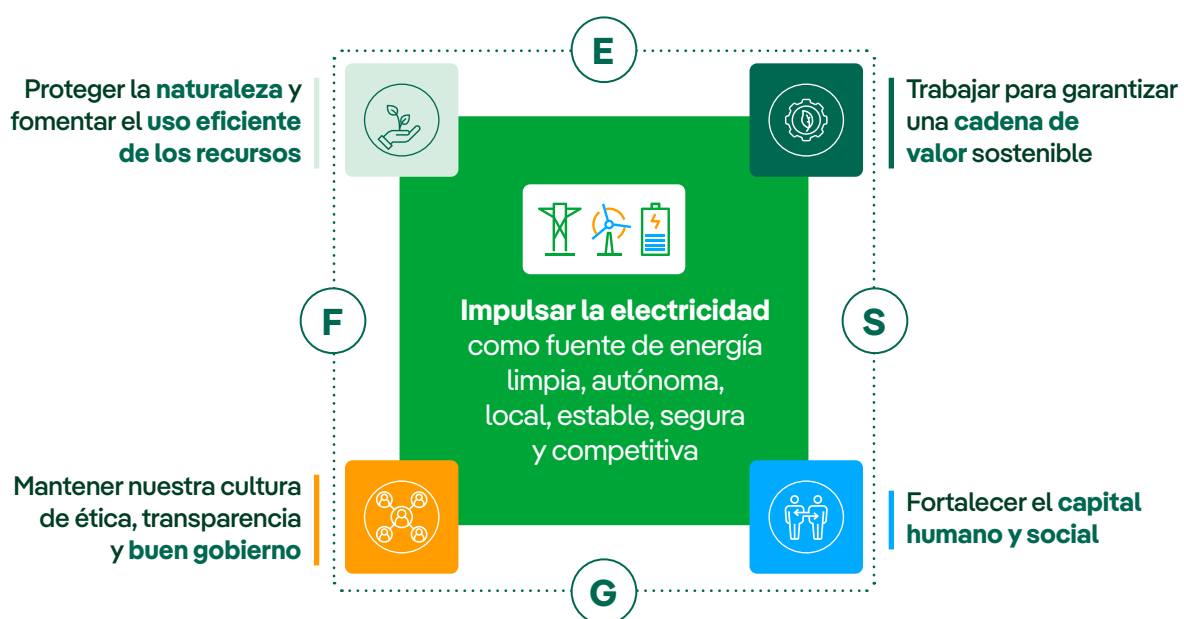 E
Proteger la naturaleza y
fomentar el uso eficiente
de los recursos
Trabajar para garantizar
una cadena de
valor sostenible
F
Impulsar la electricidad
como fuente de energía
limpia, autónoma,
local, estable, segura
y competitiva
S
Mantener nuestra cultura
de ética, transparencia
y buen gobierno
Fortalecer el capital
humano y social
G